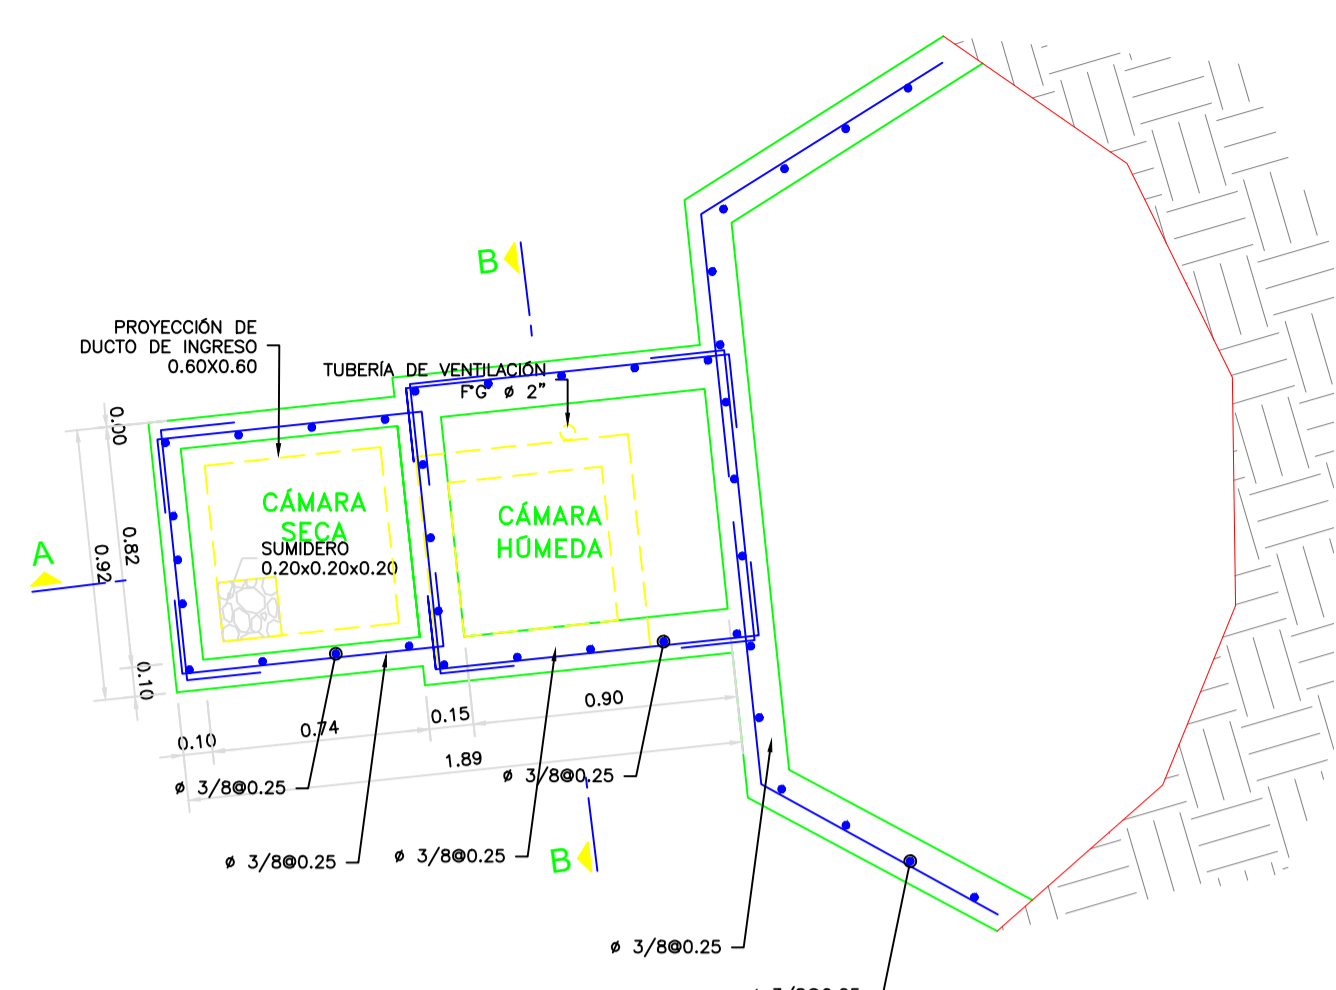 B
PROYECCIÓN DE
DUCTO DE INGRESO
0.60X0.60
TUBERÍA DE VENTILACIÓN
F°G° ø 2"
0.00
0.82
0.92
0.10
A
CÁMARA
SECA
SUMIDERO
0.20x0.20x0.20
CÁMARA
HÚMEDA
0.10
0.74
0.15
0.90
1.89
ø 3/8@0.25
ø 3/8@0.25
ø 3/8@0.25
ø 3/8@0.25
B
ø 3/8@0.25